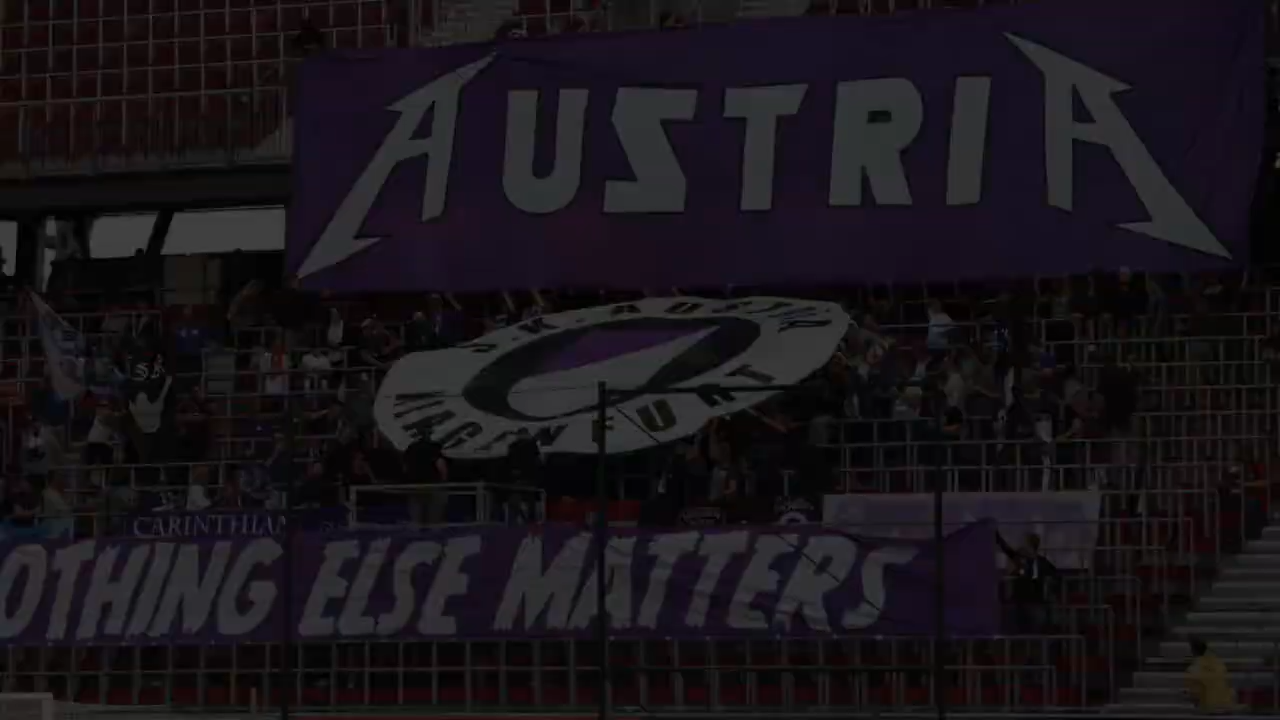 AUSTRIA
S.K. AUSTRIA
KLAGENFURT
CARINTHIAN
OTHING ELSE MATTERS